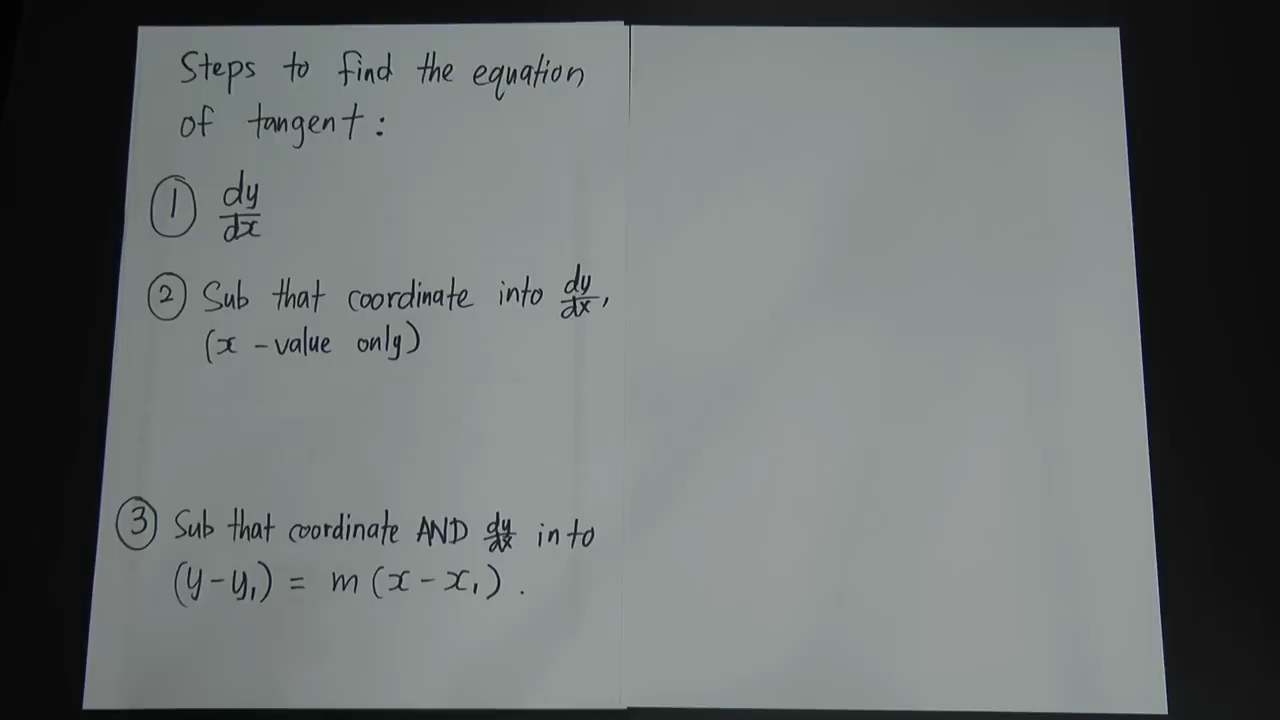 Steps to find the equation
of tangent :
① dy/dx
② Sub that coordinate into dy/dx,
(x - value only)
③ Sub that coordinate AND dy/dx into
(y - y₁) = m (x - x₁) .